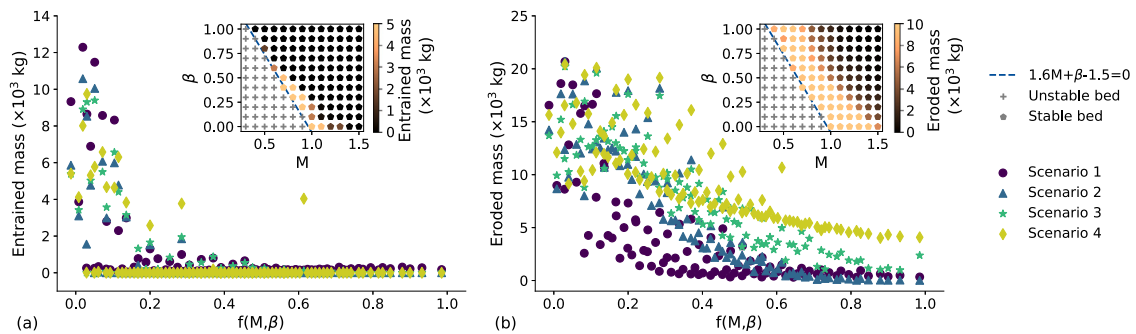 14
12
10
8
6
4
2
0
Entrained mass (×10³ kg)
0.0 0.2 0.4 0.6 0.8 1.0
f(M,β)
(a)
1.00
0.75
0.50
0.25
0.00
β
0.5 1.0 1.5
M
5
4
3
2
1
0
Entrained mass
(×10³ kg)
25
20
15
10
5
0
Eroded mass (×10³ kg)
0.0 0.2 0.4 0.6 0.8 1.0
f(M,β)
(b)
1.00
0.75
0.50
0.25
0.00
β
0.5 1.0 1.5
M
10
8
6
4
2
0
Eroded mass
(×10³ kg)
1.6M+β-1.5=0
Unstable bed
Stable bed
Scenario 1
Scenario 2
Scenario 3
Scenario 4